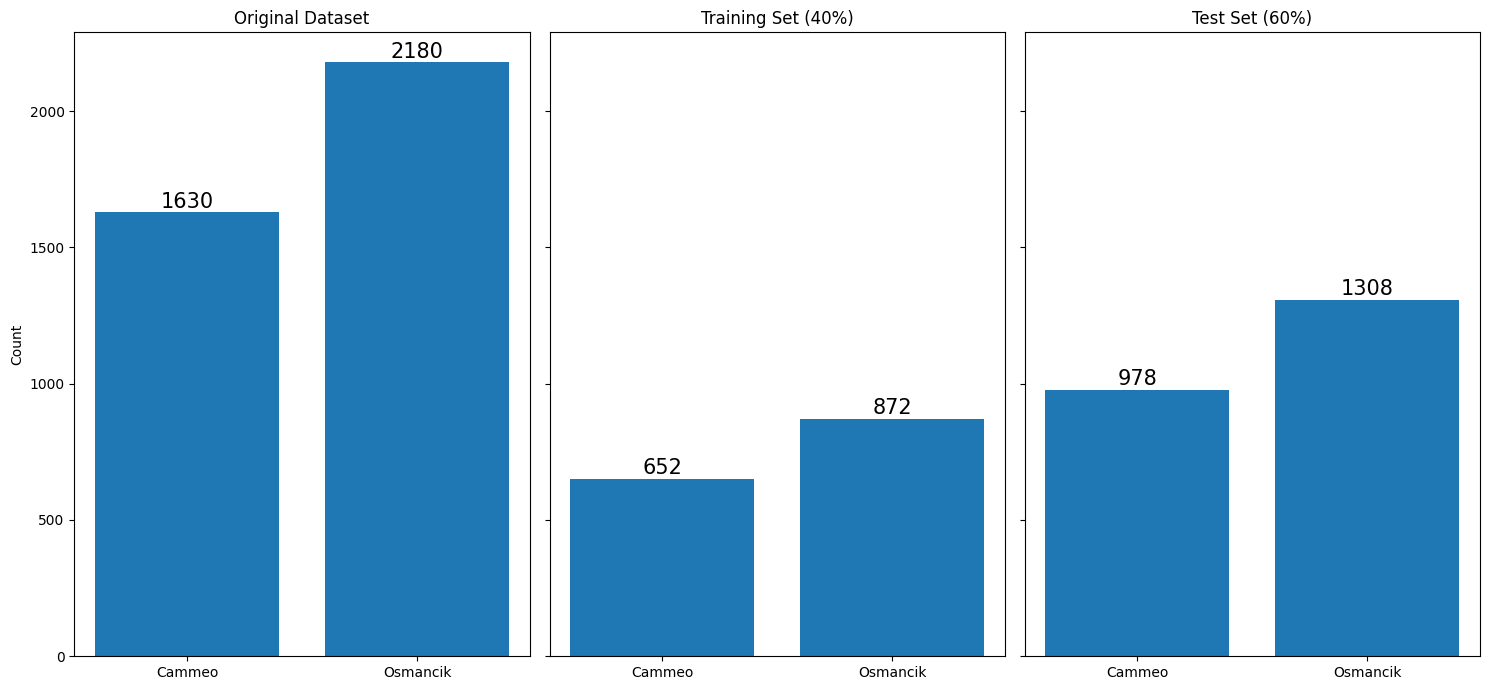 Original Dataset
Training Set (40%)
Test Set (60%)
Count
2000
1500
1000
500
0
1630
2180
Cammeo
Osmancik
652
872
Cammeo
Osmancik
978
1308
Cammeo
Osmancik